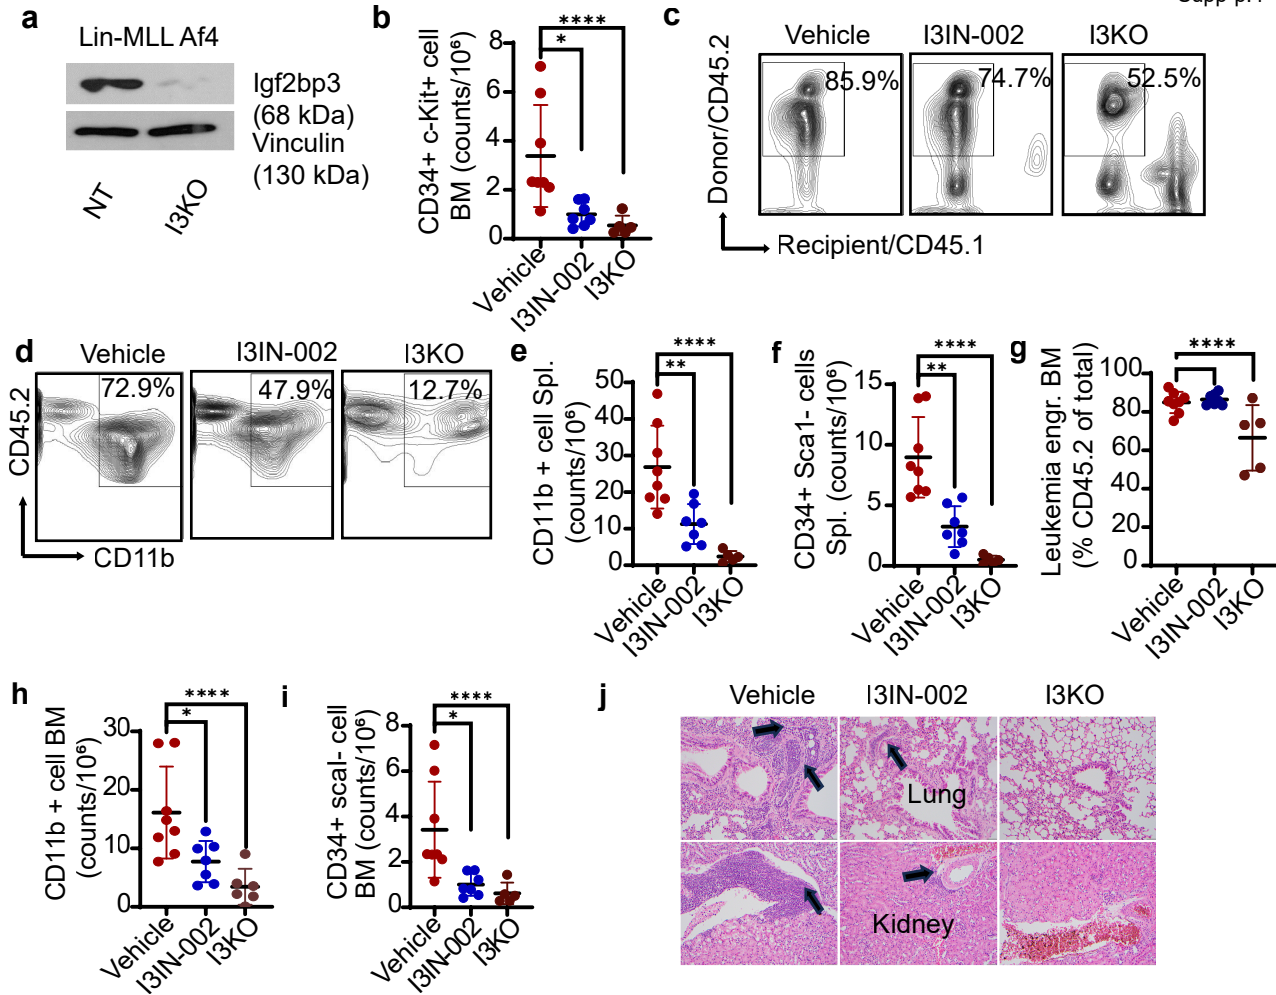 a
Lin-MLL Af4
Igf2bp3
(68 kDa)
Vinculin
(130 kDa)
NT
I3KO
b
CD34+ c-Kit+ cell
BM (counts/10⁶)
8
6
4
2
0
****
*
Vehicle
I3IN-002
I3KO
c
Vehicle
I3IN-002
I3KO
85.9%
74.7%
52.5%
Donor/CD45.2
Recipient/CD45.1
d
Vehicle
I3IN-002
I3KO
72.9%
47.9%
12.7%
CD45.2
CD11b
e
CD11b + cell Spl.
(counts/10⁶)
50
40
30
20
10
0
****
**
Vehicle
I3IN-002
I3KO
f
CD34+ Sca1- cells
Spl. (counts/10⁶)
15
10
5
0
****
**
Vehicle
I3IN-002
I3KO
g
Leukemia engr. BM
(% CD45.2 of total)
100
80
60
40
20
0
****
Vehicle
I3IN-002
I3KO
h
CD11b + cell BM
(counts/10⁶)
30
20
10
0
****
*
Vehicle
I3IN-002
I3KO
i
CD34+ scal- cell
BM (counts/10⁶)
8
6
4
2
0
****
*
Vehicle
I3IN-002
I3KO
j
Vehicle
I3IN-002
I3KO
Lung
Kidney